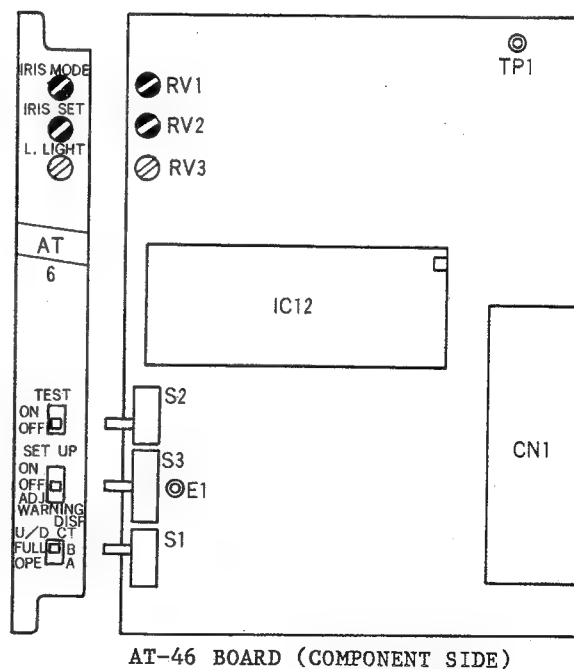 IRIS MODE
IRIS SET
L. LIGHT
AT
6
TEST
ON
OFF
SET UP
ON
OFF
ADJ
WARNING
DISP
U/D CT
FULL B
OPE A
RV1
RV2
RV3
TP1
IC12
S2
S3
E1
S1
CN1
AT-46 BOARD (COMPONENT SIDE)